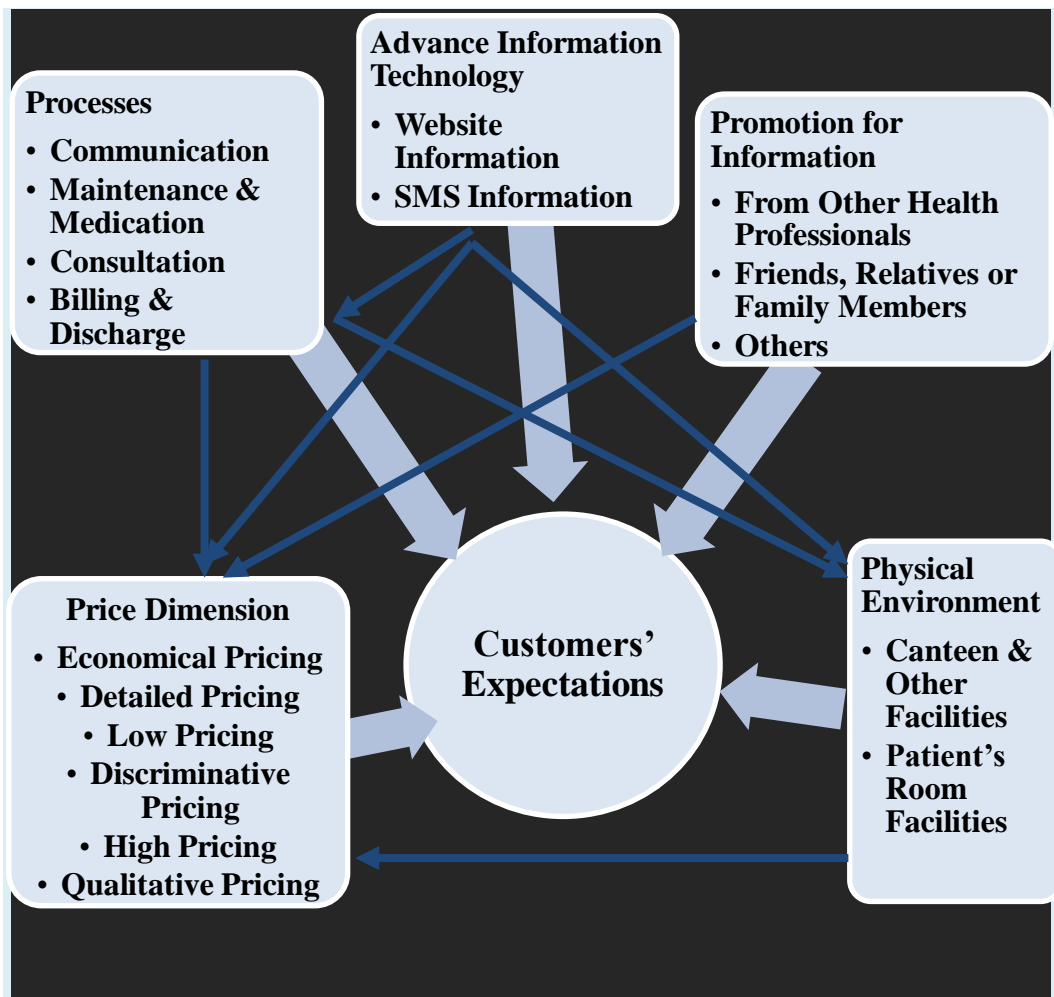 Advance Information
Technology
• Website
Information
• SMS Information
Processes
• Communication
• Maintenance &
Medication
• Consultation
• Billing &
Discharge
Promotion for
Information
• From Other Health
Professionals
• Friends, Relatives or
Family Members
• Others
Customers’
Expectations
Price Dimension
• Economical Pricing
• Detailed Pricing
• Low Pricing
• Discriminative
Pricing
• High Pricing
• Qualitative Pricing
Physical
Environment
• Canteen &
Other
Facilities
• Patient’s
Room
Facilities